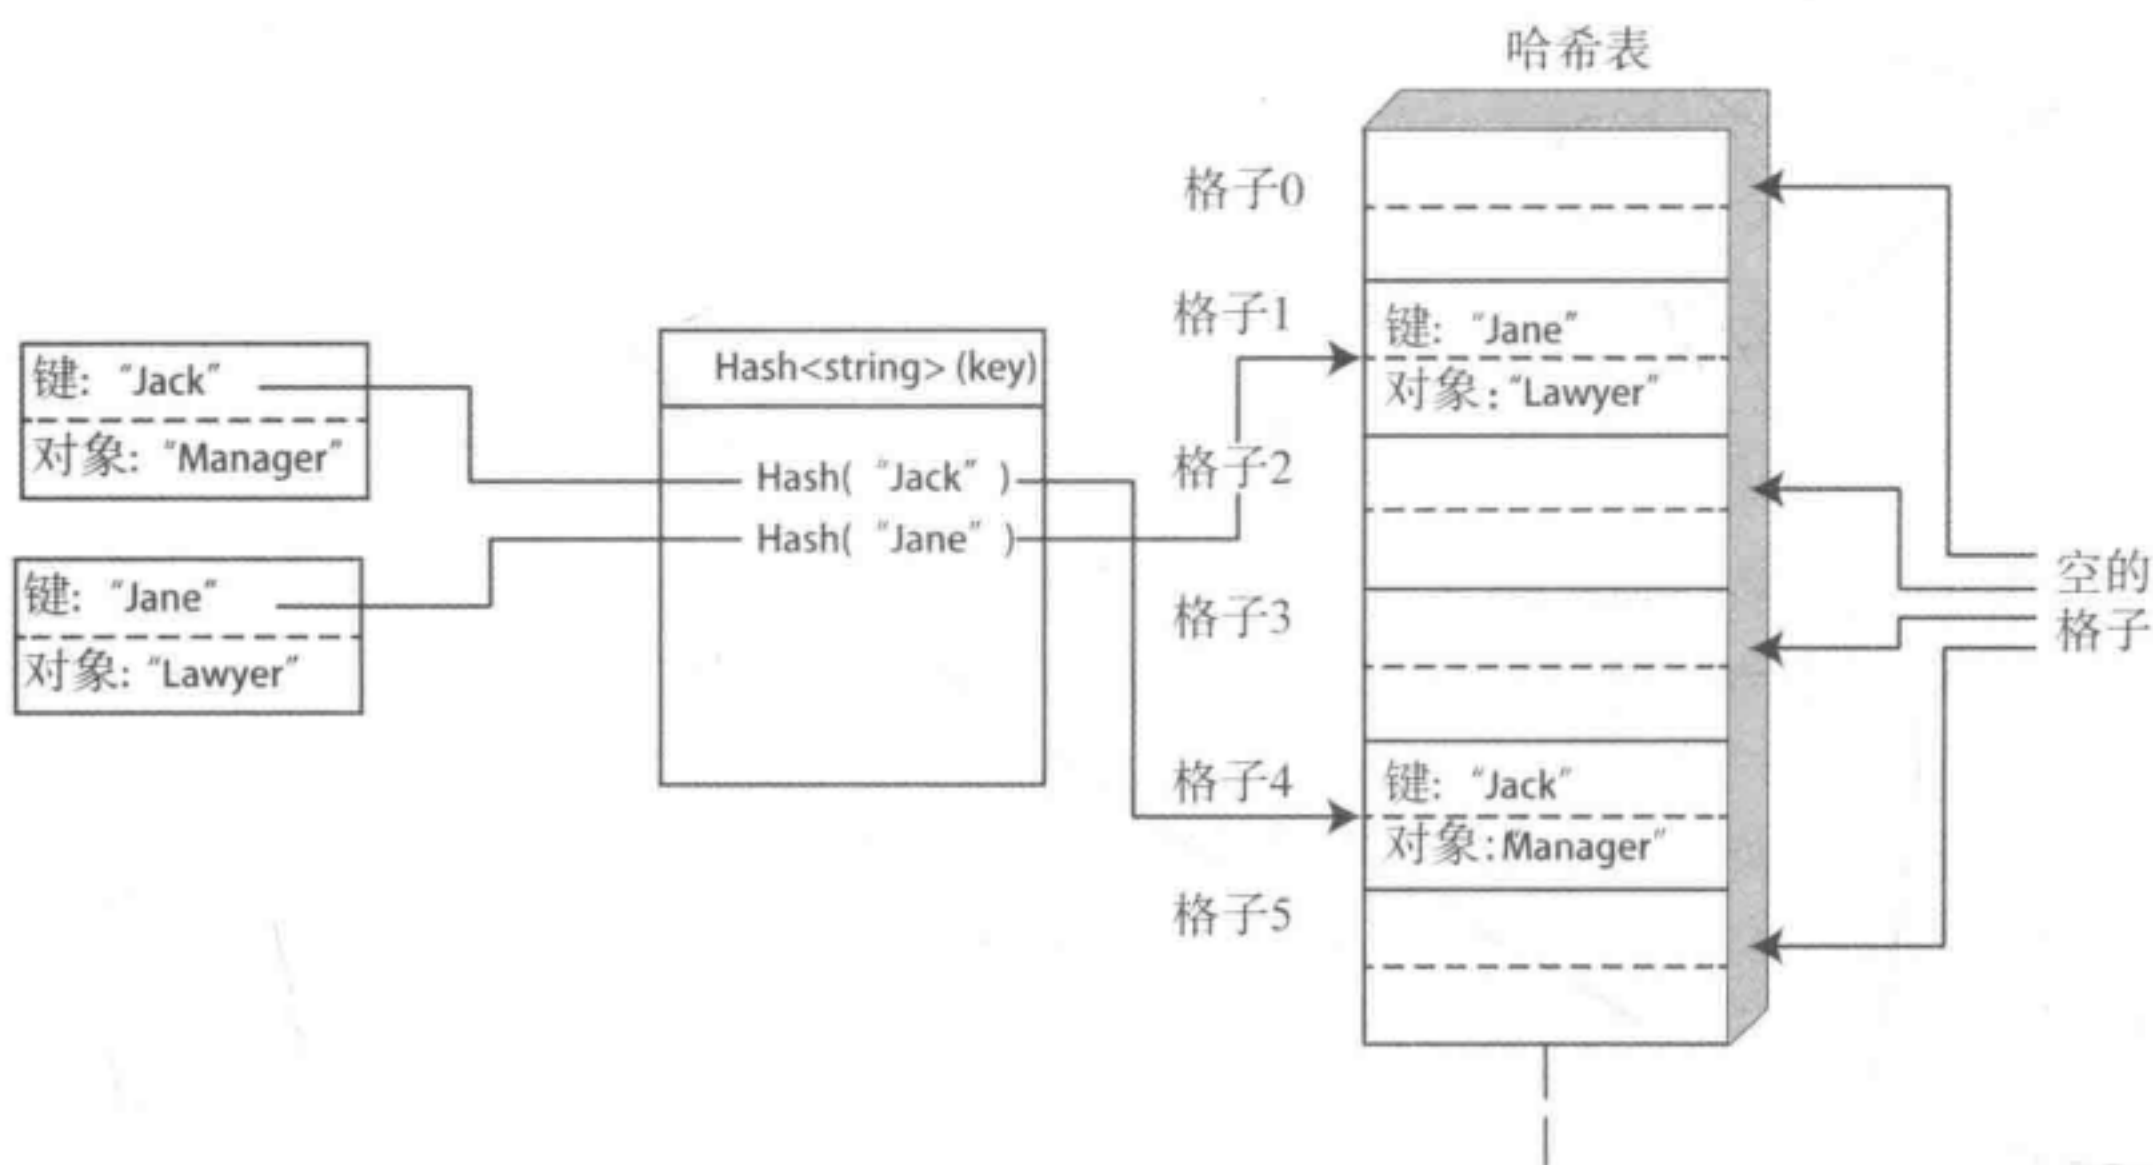 哈希表
键: “Jack”
对象: “Manager”
键: “Jane”
对象: “Lawyer”
Hash<string> (key)
Hash( “Jack” )
Hash( “Jane” )
格子0
格子1
格子2
格子3
格子4
格子5
键: “Jane”
对象: “Lawyer”
键: “Jack”
对象: “Manager”
空的
格子